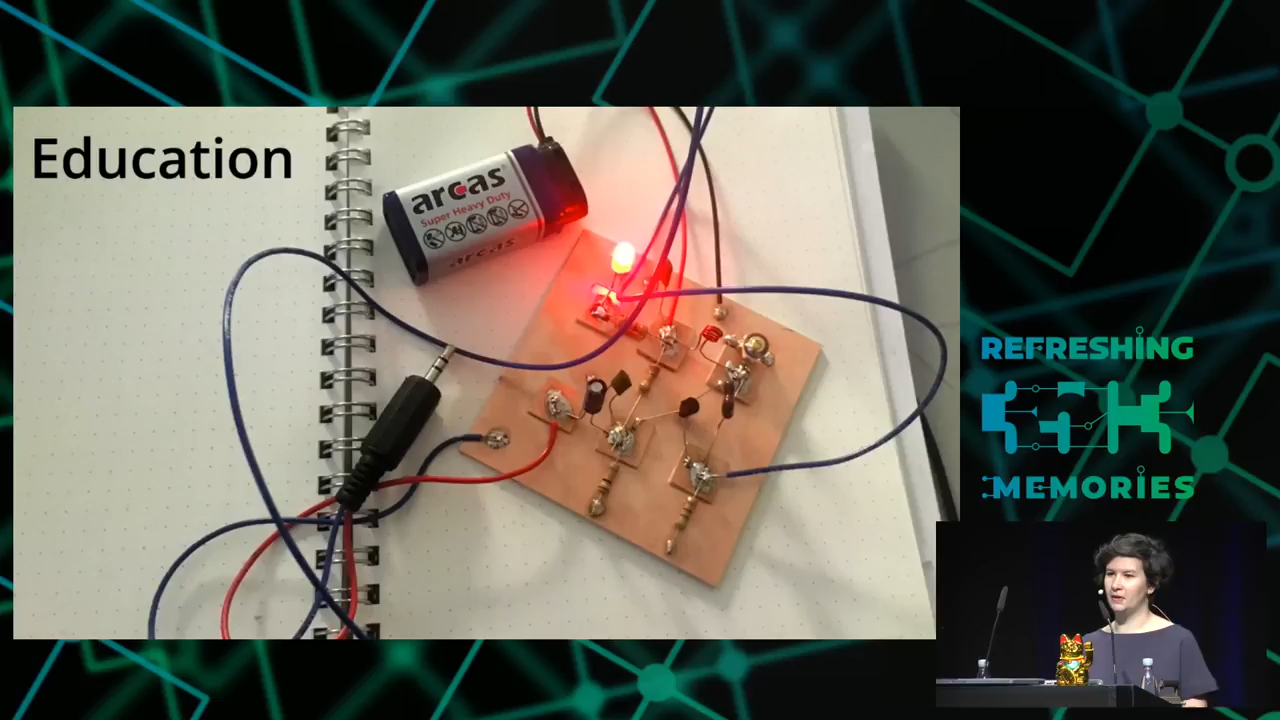 Education
arcas
Super Heavy Duty
arcas
REFRESHING
MEMORIES